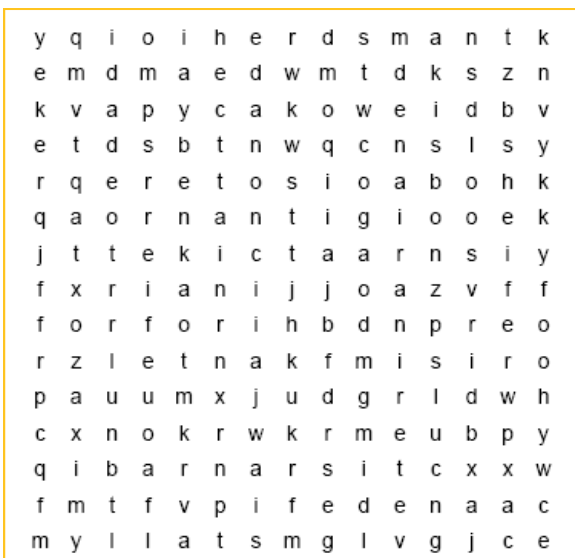 y q i o i h e r d s m a n t k
e m d m a e d w m t d k s z n
k v a p y c a k o w e i d b v
e t d s b t n w q c n s l s y
r q e r e t o s i o a b o h k
q a o r n a n t i g i o o e k
j t t e k i c t a a r n s i y
f x r i a n i j j o a z v f f
f o r f o r i h b d n p r e o
r z l e t n a k f m i s i r o
p a u u m x j u d g r l d w h
c x n o k r w k r m e u b p y
q i b a r n a r s i t c x x w
f m t f v p i f e d e n a a c
m y l l a t s m g l v g j c e